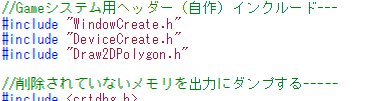 //Gameシステム用ヘッダー（自作）インクルード---
#include "WindowCreate.h"
#include "DeviceCreate.h"
#include "Draw2DPolygon.h"
//削除されていないメモリを出力にダンプする-----
#include <crtdbg.h>